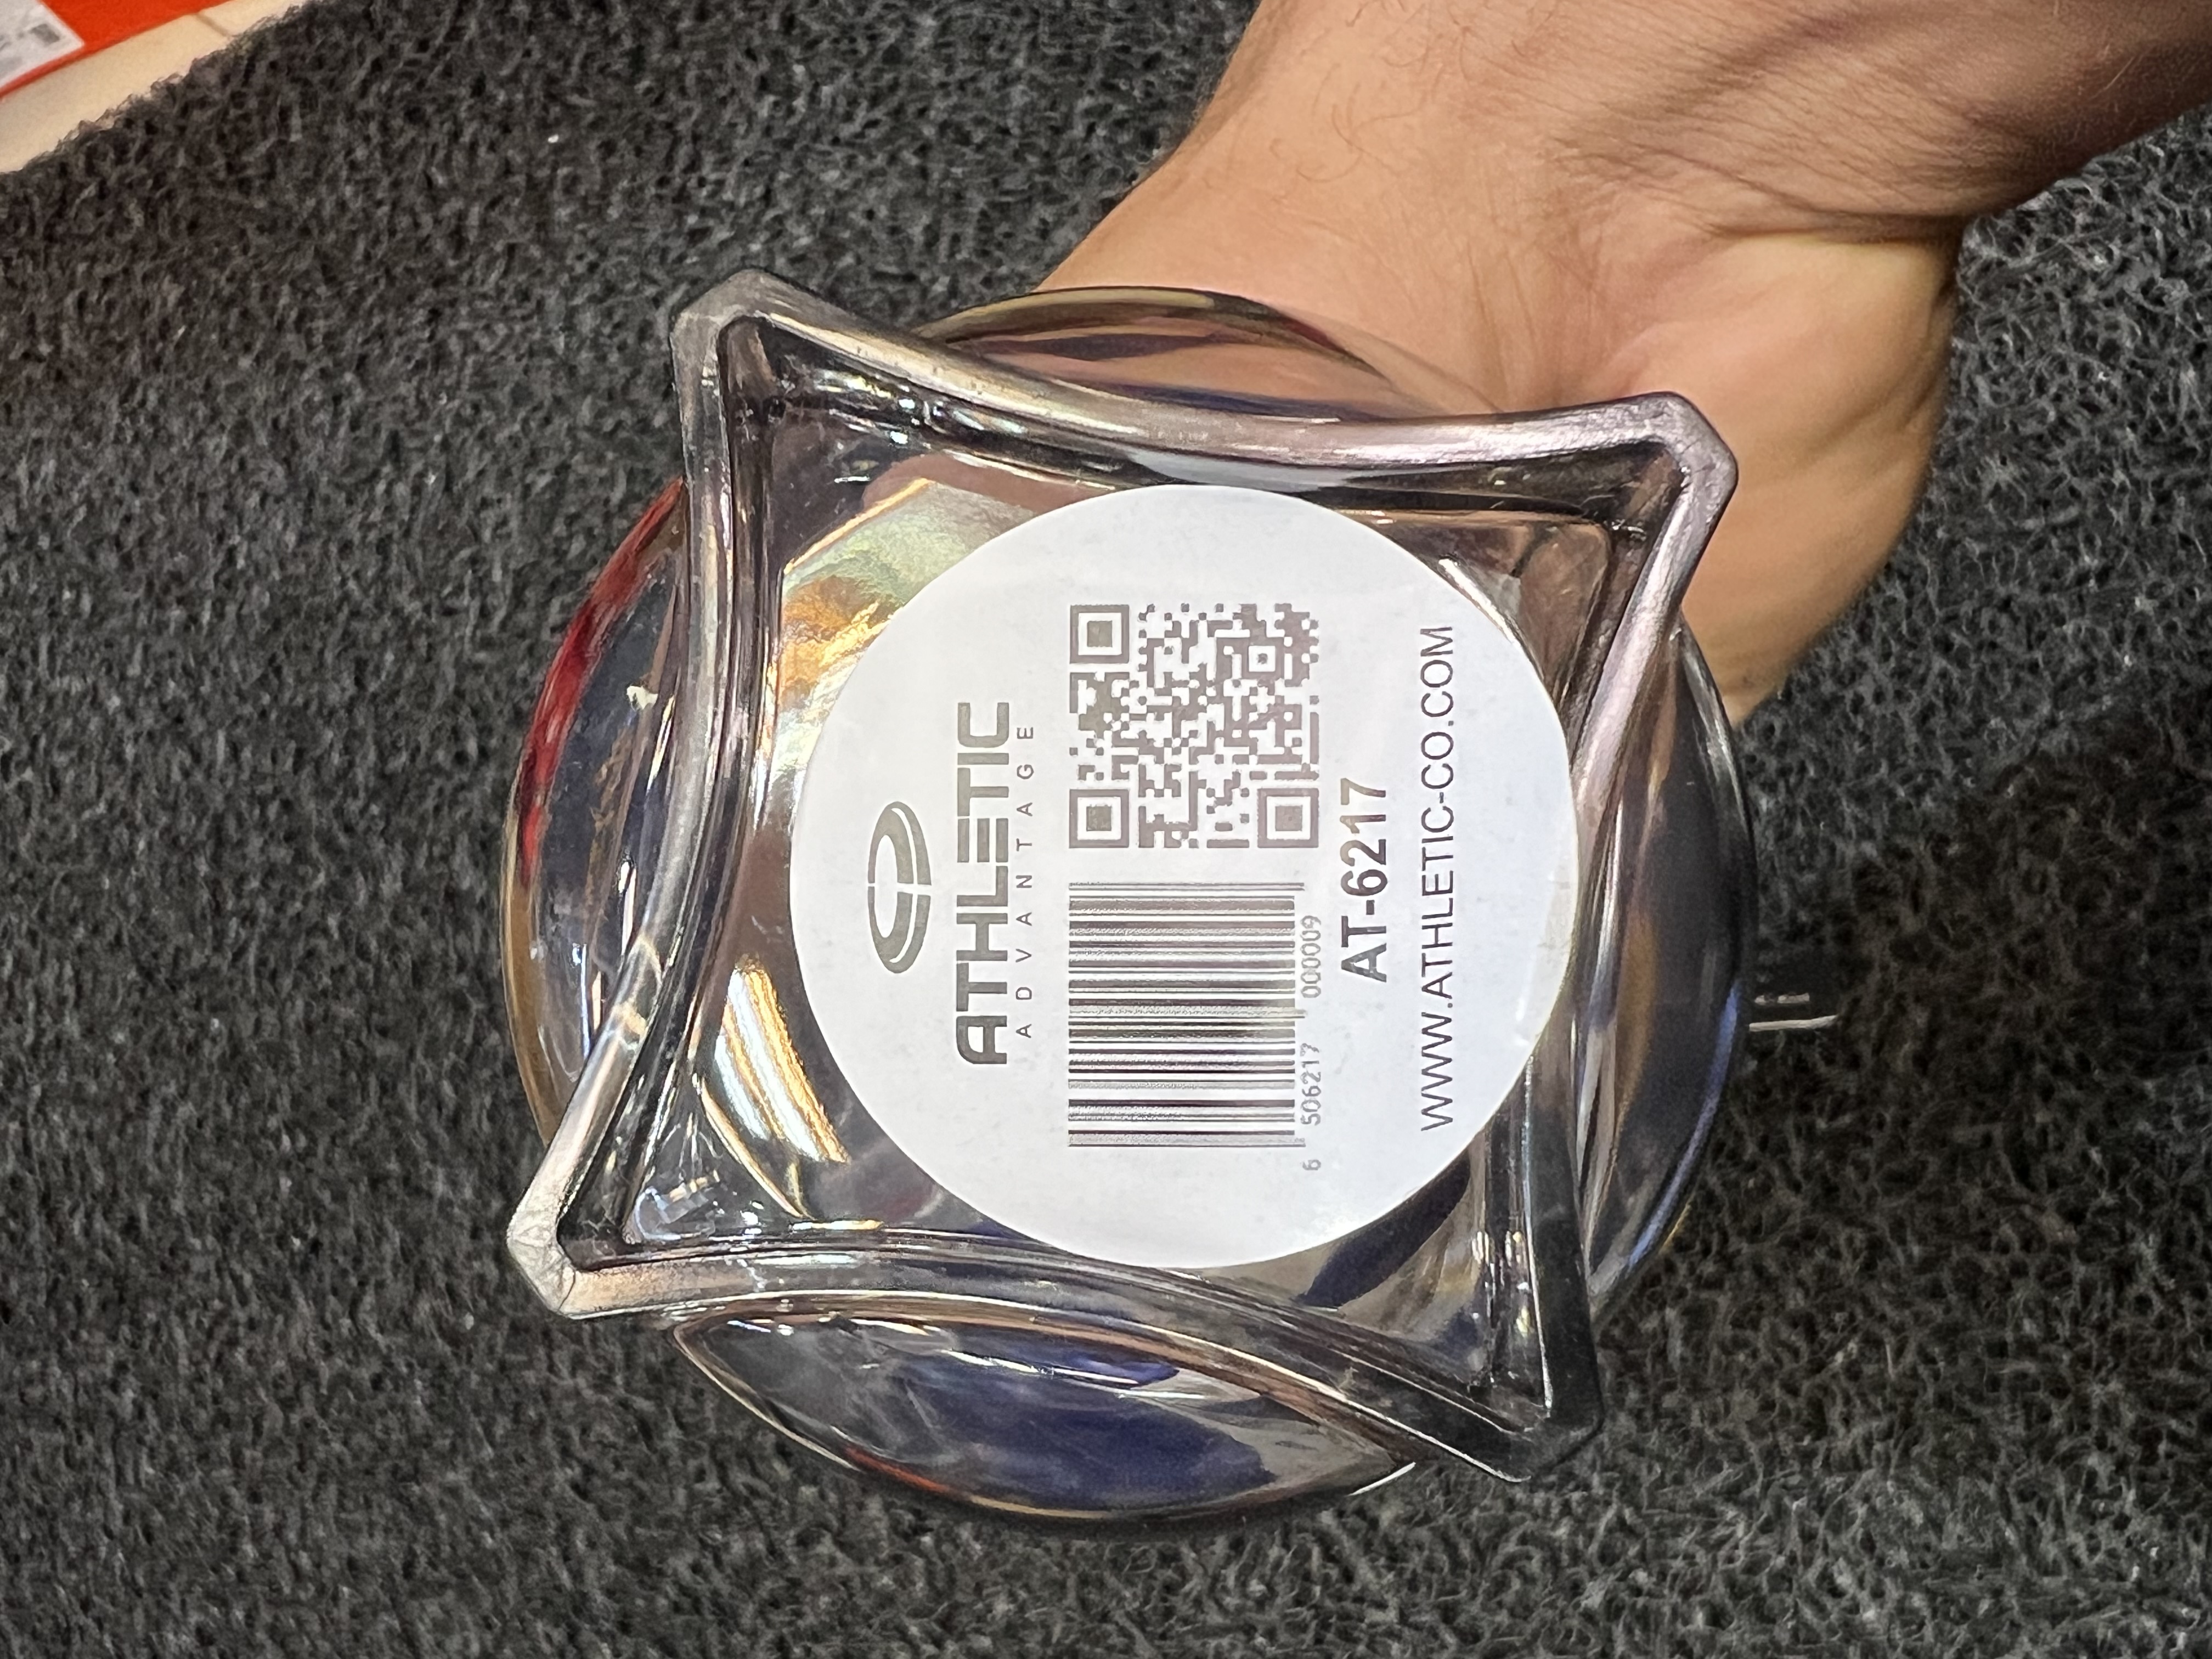 ATHLETIC
ADVANTAGE
6 506217 000009
AT-6217
WWW.ATHLETIC-CO.COM